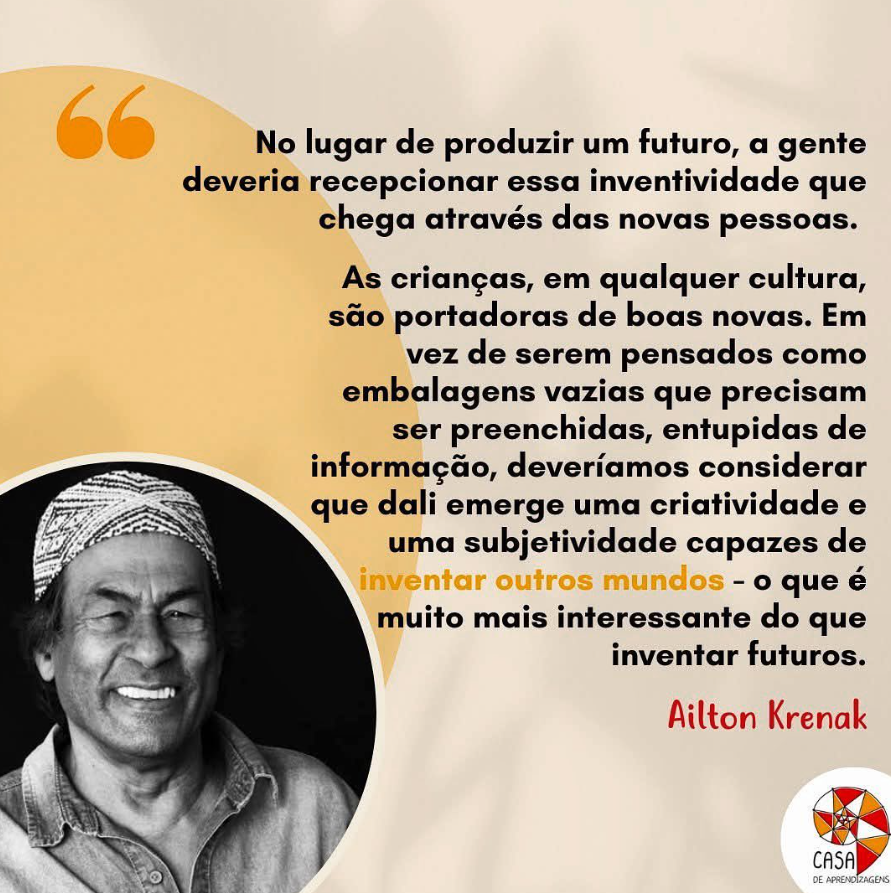 No lugar de produzir um futuro, a gente
deveria recepcionar essa inventividade que
chega através das novas pessoas.
As crianças, em qualquer cultura,
são portadoras de boas novas. Em
vez de serem pensados como
embalagens vazias que precisam
ser preenchidas, entupidas de
informação, deveríamos considerar
que dali emerge uma criatividade e
uma subjetividade capazes de
inventar outros mundos - o que é
muito mais interessante do que
inventar futuros.
Ailton Krenak
CASA
DE APRENDIZAGENS